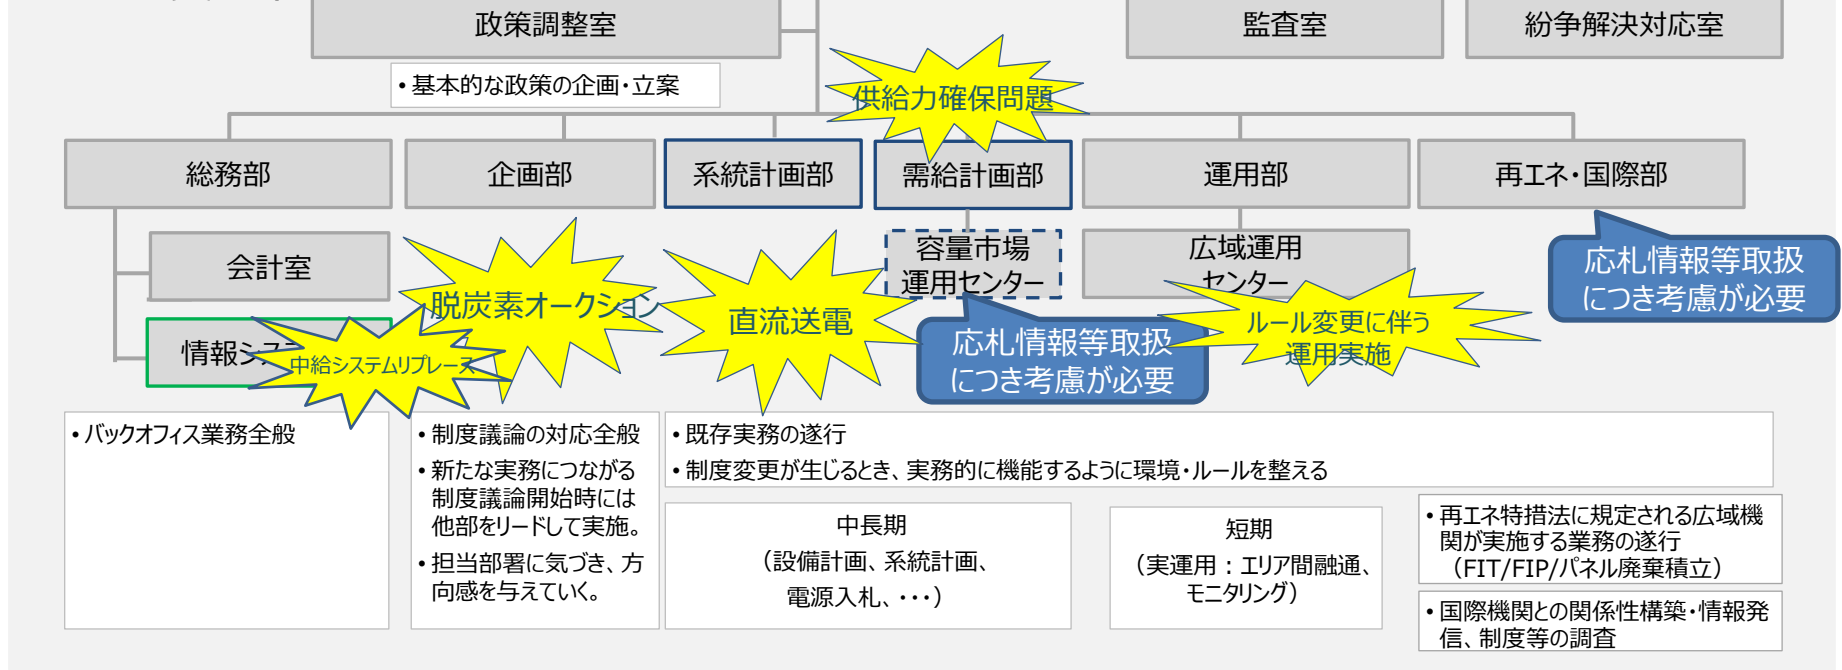 政策調整室
監査室
紛争解決対応室
• 基本的な政策の企画・立案
供給力確保問題
総務部
企画部
系統計画部
需給計画部
運用部
再エネ・国際部
会計室
容量市場
運用センター
広域運用
センター
応札情報等取扱
につき考慮が必要
脱炭素オークション
直流送電
ルール変更に伴う
運用実施
応札情報等取扱
につき考慮が必要
情報シス
中給システムリプレース
• バックオフィス業務全般
• 制度議論の対応全般
• 新たな実務につながる
制度議論開始時には
他部をリードして実施。
• 担当部署に気づき、方
向感を与えていく。
• 既存実務の遂行
• 制度変更が生じるとき、実務的に機能するように環境・ルールを整える
中長期
（設備計画、系統計画、
電源入札、・・・）
短期
（実運用：エリア間融通、
モニタリング）
• 再エネ特措法に規定される広域機
関が実施する業務の遂行
（FIT/FIP/パネル廃棄積立）
• 国際機関との関係性構築・情報発
信、制度等の調査